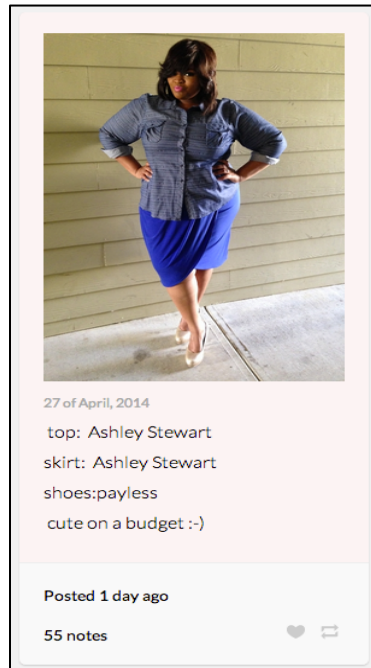 27 of April, 2014
top: Ashley Stewart
skirt: Ashley Stewart
shoes:payless
cute on a budget :-)
Posted 1 day ago
55 notes